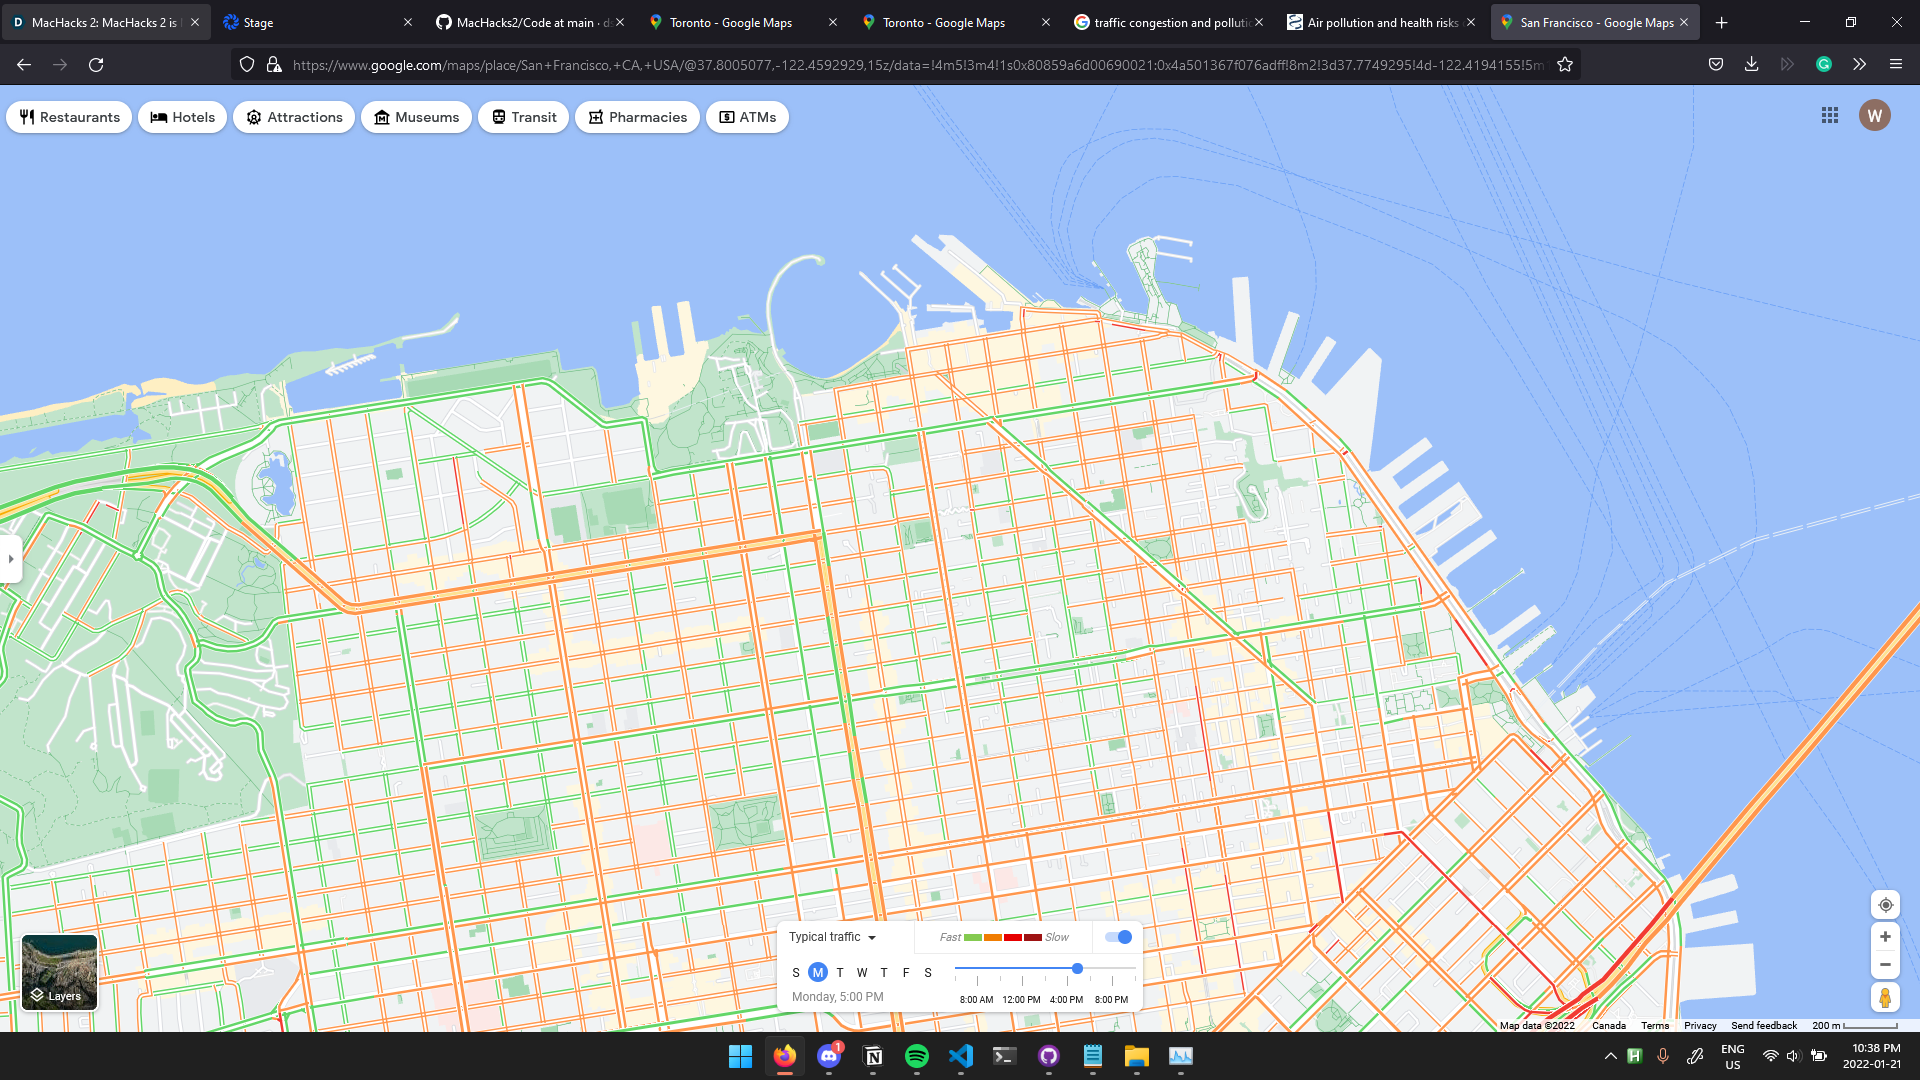 MacHacks 2: MacHacks 2 is
Stage
MacHacks2/Code at main · ds
Toronto - Google Maps
Toronto - Google Maps
traffic congestion and pollutic
Air pollution and health risks
San Francisco - Google Maps
https://www.google.com/maps/place/San+Francisco,+CA,+USA/@37.8005077,-122.4592929,15z/data=!4m5!3m4!1s0x80859a6d00690021:0x4a501367f076adff!8m2!3d37.7749295!4d-122.4194155!5m1
Restaurants
Hotels
Attractions
Museums
Transit
Pharmacies
ATMs
W
Typical traffic
Fast
Slow
S M T W T F S
Monday, 5:00 PM
8:00 AM 12:00 PM 4:00 PM 8:00 PM
Layers
Map data ©2022 Canada Terms Privacy Send feedback 200 m
1
ENG
US
10:38 PM
2022-01-21